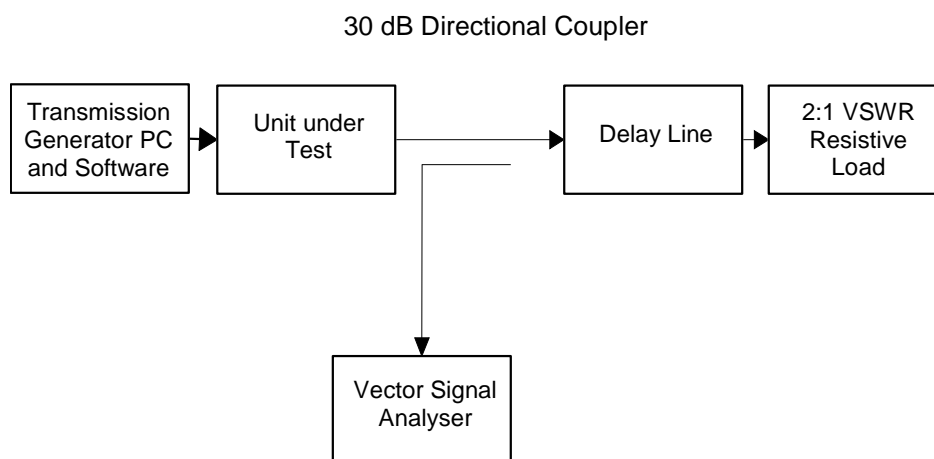 30 dB Directional Coupler
Transmission
Generator PC
and Software
Unit under
Test
Delay Line
2:1 VSWR
Resistive
Load
Vector Signal
Analyser